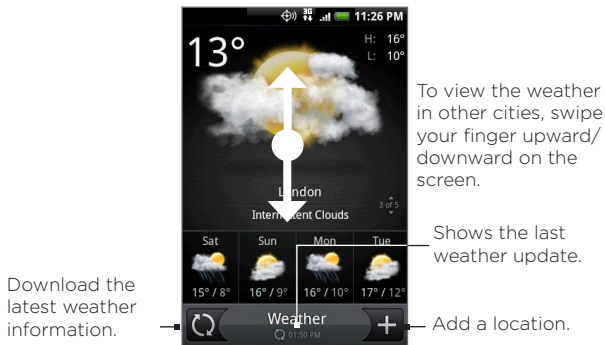 3G
11:26 PM
13°
H: 16°
L: 10°
To view the weather
in other cities, swipe
your finger upward/
downward on the
screen.
London
3 of 5
Intermittent Clouds
Sat Sun Mon Tue
15° / 8° 16° / 9° 16° / 10° 17° / 12°
Shows the last
weather update.
Download the
latest weather
information.
Weather
01:50 PM
Add a location.